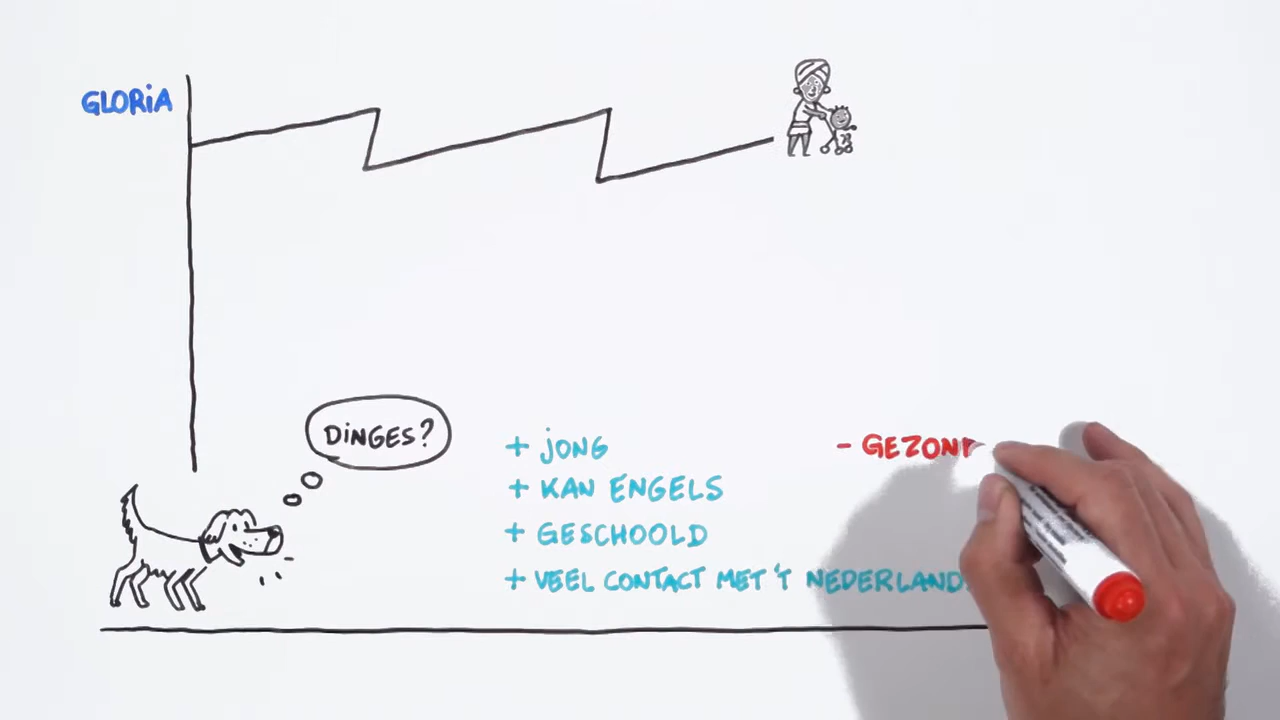 GLORiA
DiNGES?
+ jONG
+ KAN ENGELS
+ GESCHOOLD
+ VEEL CONTACT MET 'T NEDERLAND
- GEZON